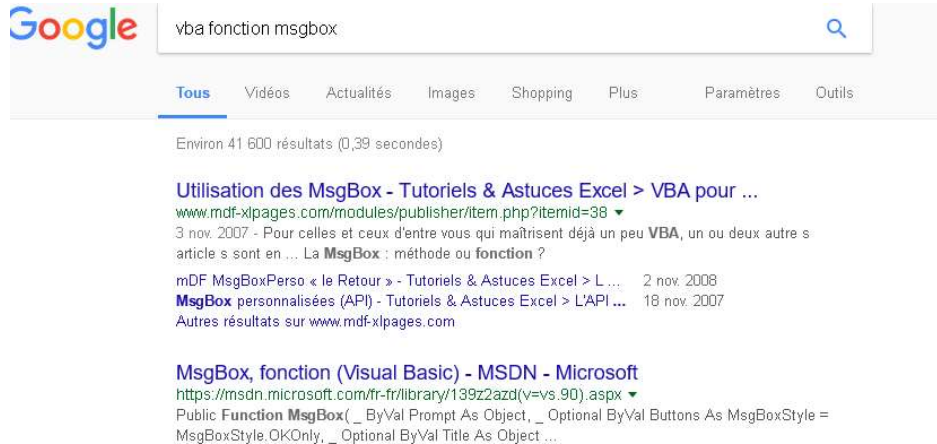 Google
vba fonction msgbox
Tous Vidéos Actualités Images Shopping Plus Paramètres Outils
Environ 41 600 résultats (0,39 secondes)
Utilisation des MsgBox - Tutoriels & Astuces Excel > VBA pour ...
www.mdf-xlpages.com/modules/publisher/item.php?itemid=38
3 nov. 2007 - Pour celles et ceux d'entre vous qui maîtrisent déjà un peu VBA, un ou deux autre s
article s sont en ... La MsgBox : méthode ou fonction ?
mDF MsgBoxPerso « le Retour » - Tutoriels & Astuces Excel > L ... 2 nov. 2008
MsgBox personnalisées (API) - Tutoriels & Astuces Excel > L'API ... 18 nov. 2007
Autres résultats sur www.mdf-xlpages.com
MsgBox, fonction (Visual Basic) - MSDN - Microsoft
https://msdn.microsoft.com/fr-fr/library/139z2azd(v=vs.90).aspx
Public Function MsgBox( _ ByVal Prompt As Object, _ Optional ByVal Buttons As MsgBoxStyle =
MsgBoxStyle.OKOnly, _ Optional ByVal Title As Object ...